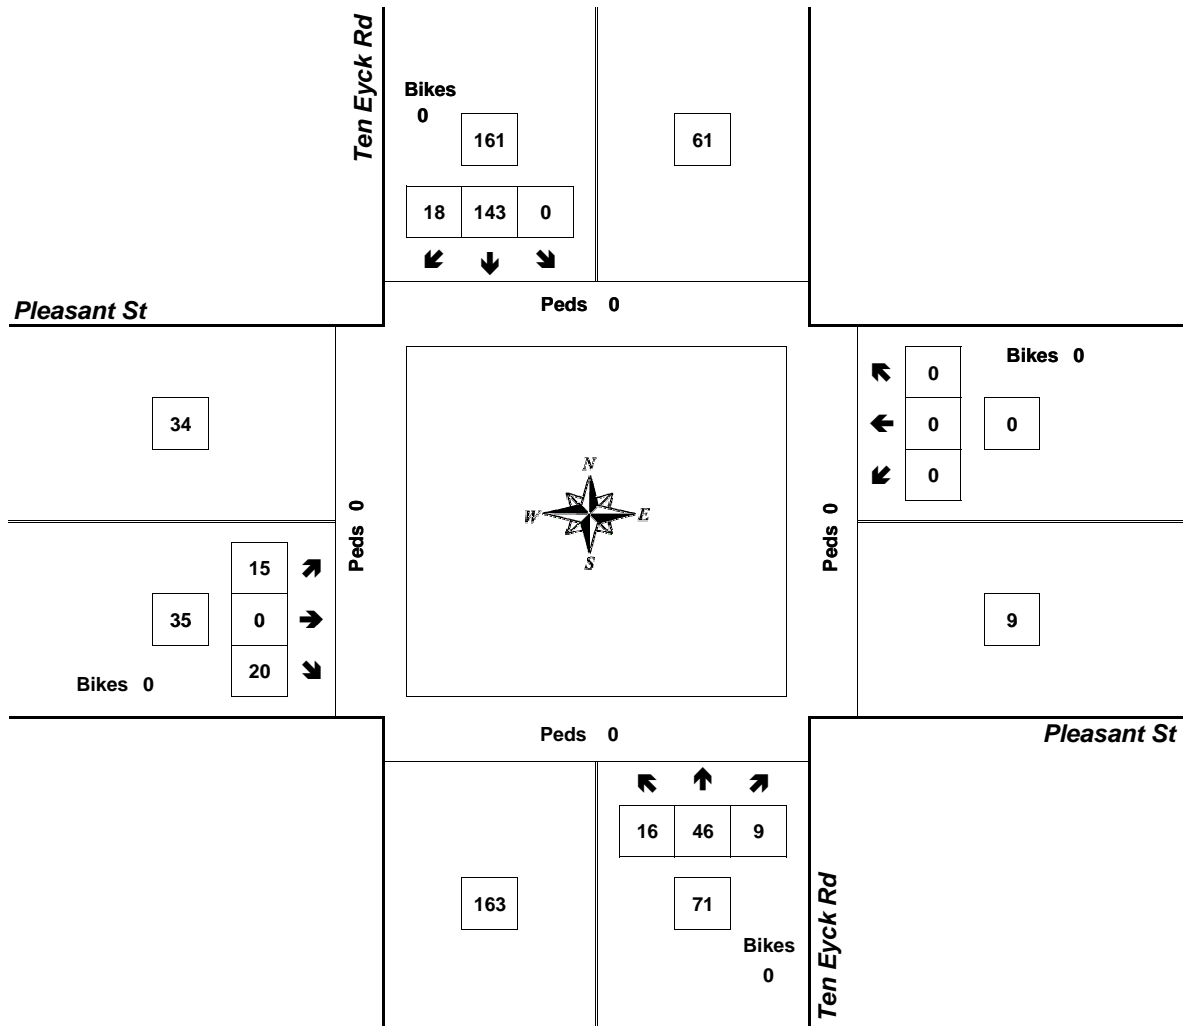 Ten Eyck Rd
Bikes
0
161
61
18 143 0
Peds 0
Pleasant St
0
Bikes 0
34
0
0
0
N
W E
S
Peds 0
Peds 0
15
35
0
9
20
Bikes 0
Peds 0
Pleasant St
16 46 9
163
71
Ten Eyck Rd
Bikes
0